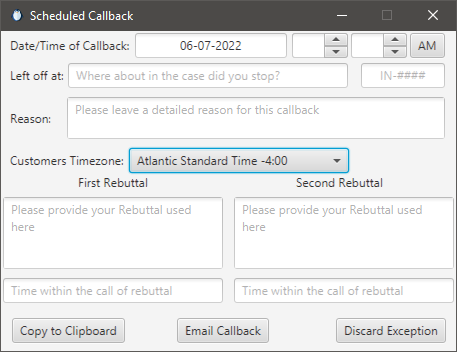 Scheduled Callback
Date/Time of Callback: 06-07-2022 AM
Left off at: Where about in the case did you stop? IN-####
Reason: Please leave a detailed reason for this callback
Customers Timezone: Atlantic Standard Time -4:00
First Rebuttal Second Rebuttal
Please provide your Rebuttal used Please provide your Rebuttal used
here here
Time within the call of rebuttal Time within the call of rebuttal
Copy to Clipboard Email Callback Discard Exception